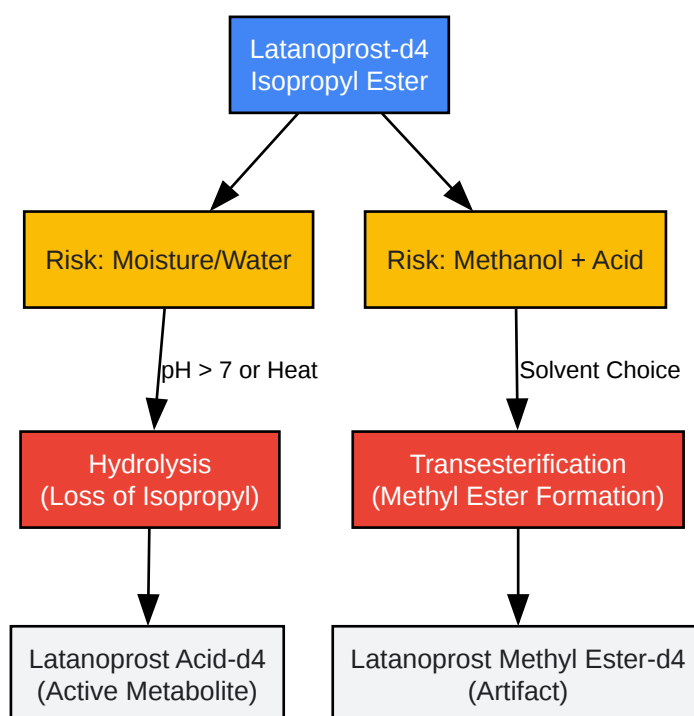 Latanoprost-d4
Isopropyl Ester
Risk: Moisture/Water
Risk: Methanol + Acid
pH > 7 or Heat
Solvent Choice
Hydrolysis
(Loss of Isopropyl)
Transesterification
(Methyl Ester Formation)
Latanoprost Acid-d4
(Active Metabolite)
Latanoprost Methyl Ester-d4
(Artifact)